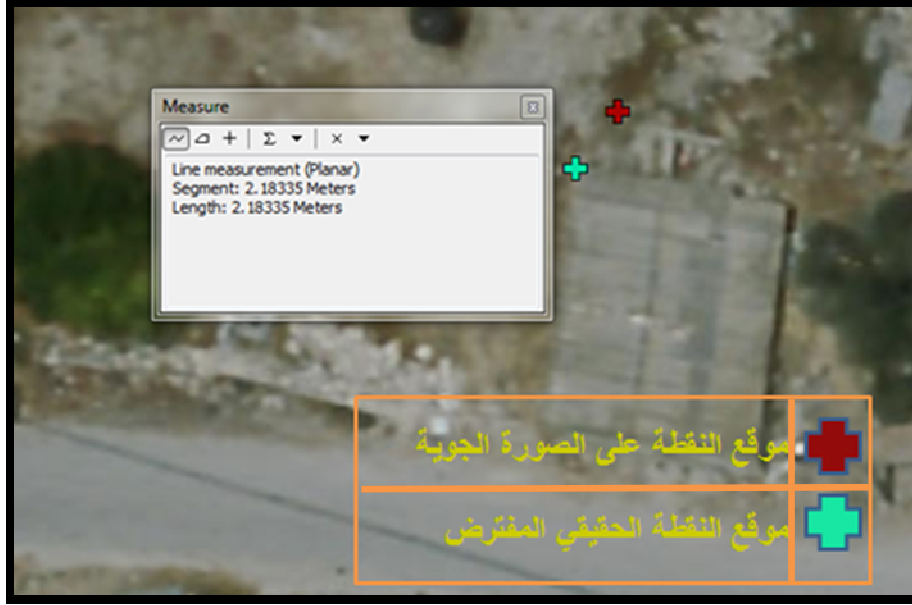 Measure
Line measurement (Planar)
Segment: 2.18335 Meters
Length: 2.18335 Meters
موقع النقطة على الصورة الجوية
موقع النقطة الحقيقي المفترض